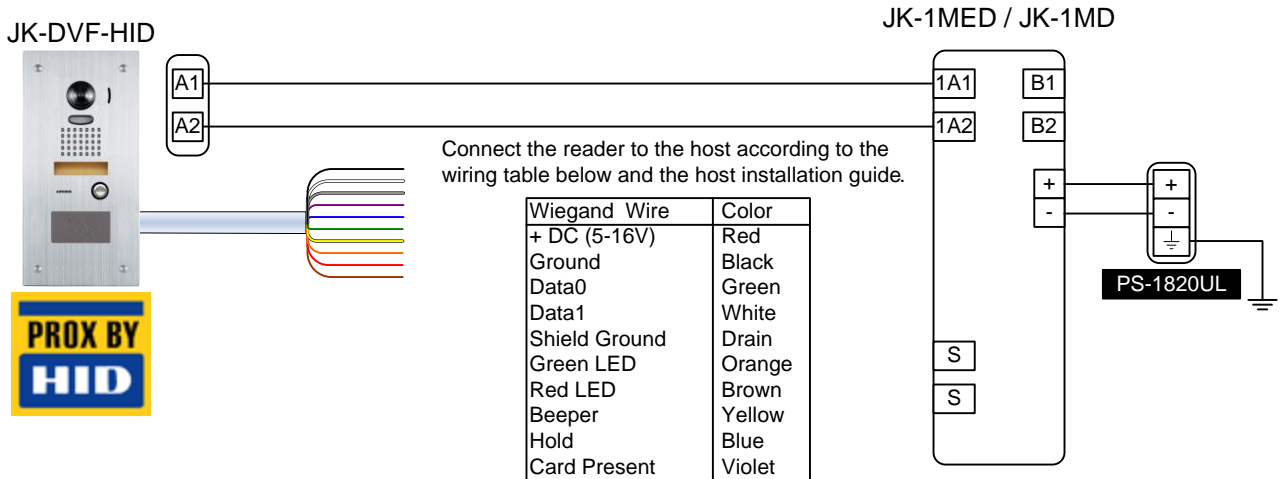 JK-DVF-HID
JK-1MED / JK-1MD
A1
1A1
B1
A2
1A2
B2
Connect the reader to the host according to the
wiring table below and the host installation guide.
+ +
- -
Wiegand Wire Color
+ DC (5-16V) Red
Ground Black
Data0 Green
Data1 White
Shield Ground Drain
Green LED Orange
Red LED Brown
Beeper Yellow
Hold Blue
Card Present Violet
PS-1820UL
PROX BY
HID
S
S